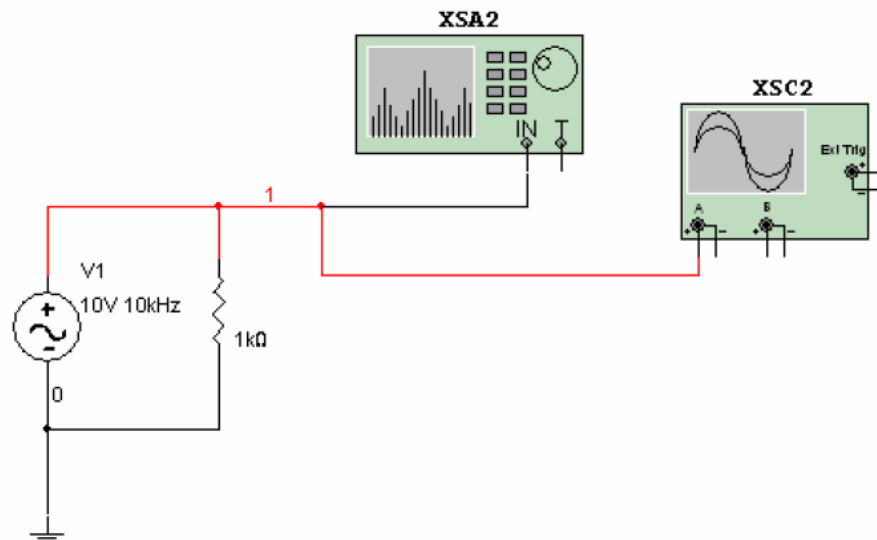 XSA2
IN T
XSC2
Ext Trig
+
-
A B
+ - + -
1
V1
10V 10kHz
+
-
1kΩ
0